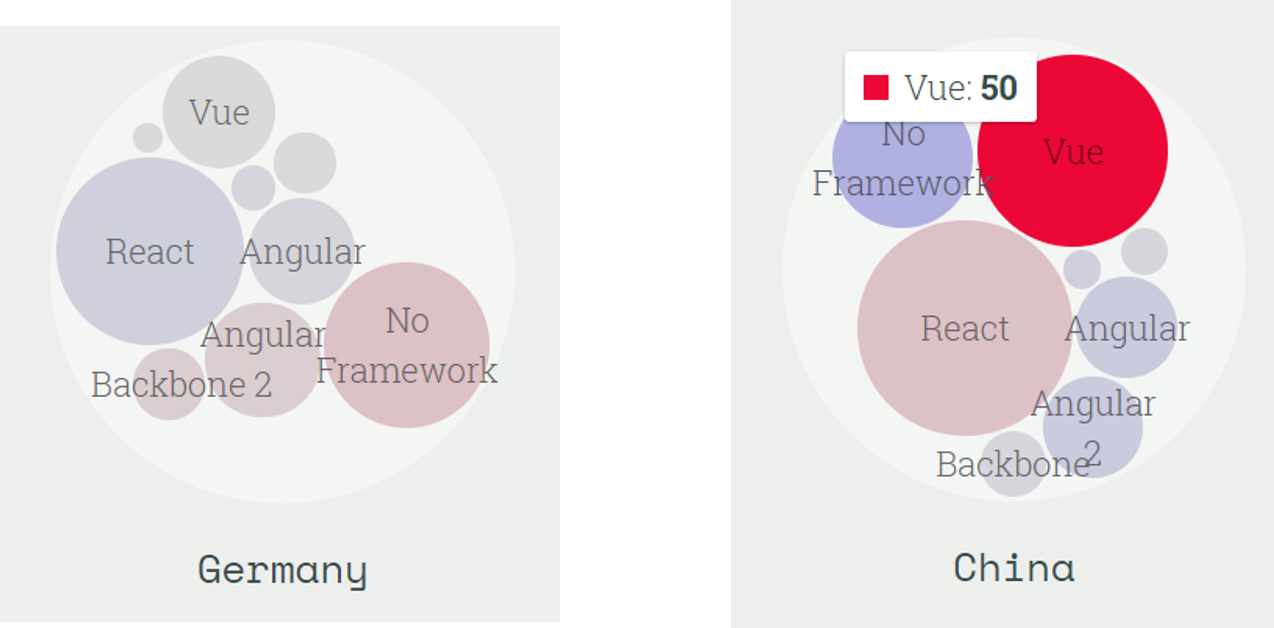 Vue
React
Angular
No
Framework
Angular
2
Backbone
Germany
Vue: 50
No
Framework
Vue
React
Angular
Angular
2
Backbone
China